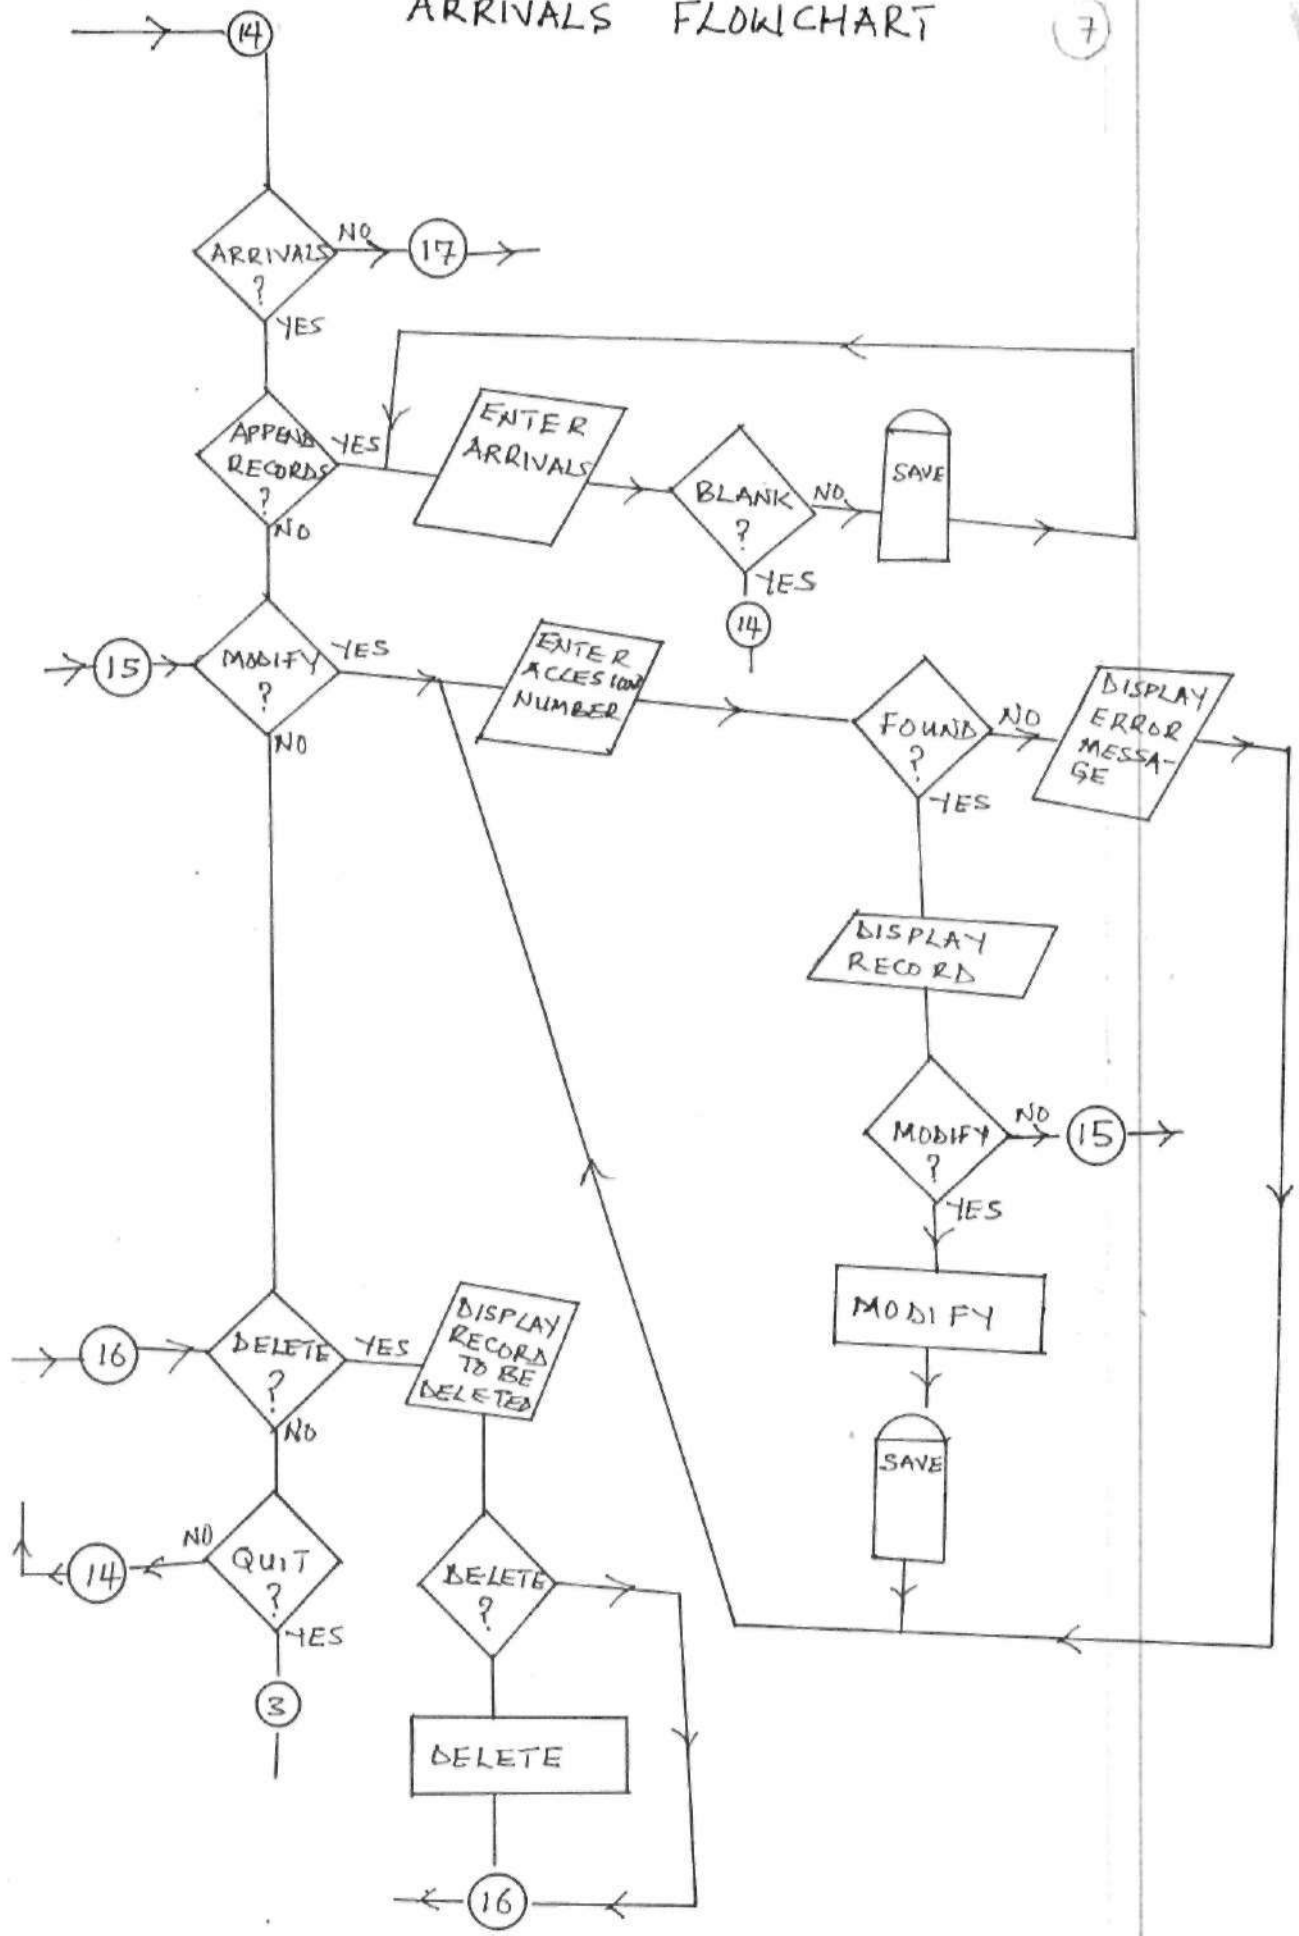 ARRIVALS FLOWCHART
7
14
ARRIVALS
?
NO
17
YES
APPEND
RECORDS
?
YES
NO
ENTER
ARRIVALS
BLANK
?
NO
SAVE
YES
14
15
MODIFY
?
YES
NO
ENTER
ACCESION
NUMBER
FOUND
?
NO
DISPLAY
ERROR
MESSA-
GE
YES
DISPLAY
RECORD
MODIFY
?
NO
15
YES
MODIFY
SAVE
16
DELETE
?
YES
NO
DISPLAY
RECORD
TO BE
DELETED
QUIT
?
NO
14
YES
3
DELETE
?
DELETE
16